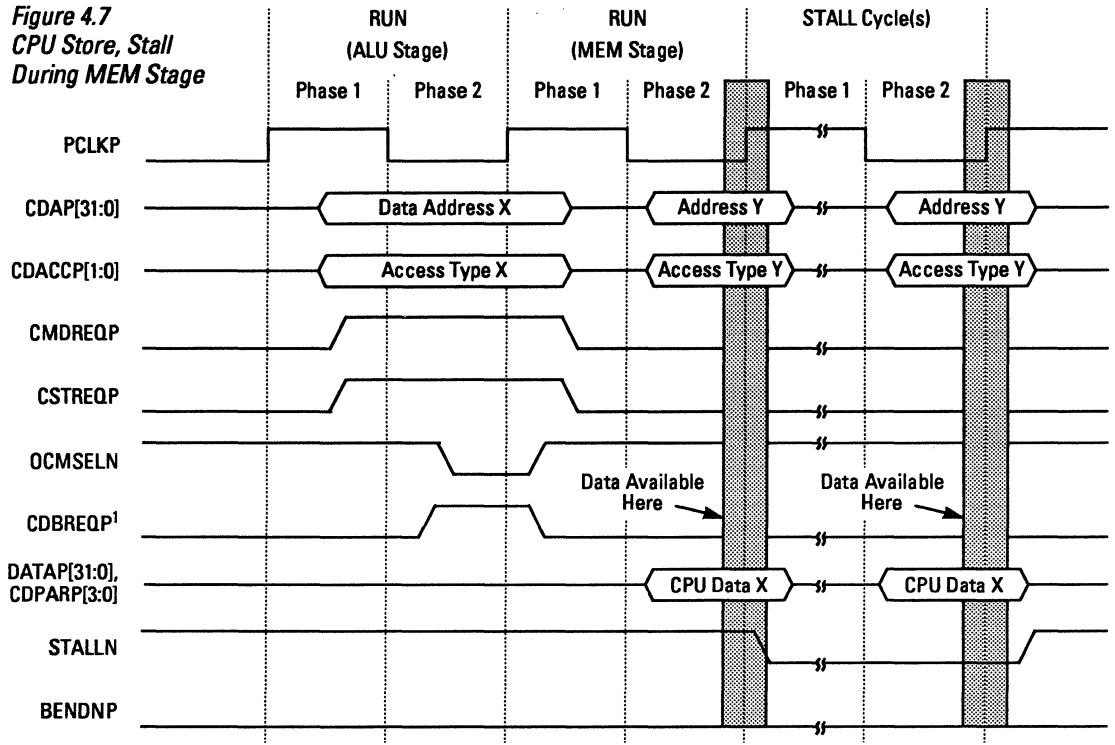 Figure 4.7
CPU Store, Stall
During MEM Stage
RUN
(ALU Stage)
RUN
(MEM Stage)
STALL Cycle(s)
Phase 1
Phase 2
Phase 1
Phase 2
Phase 1
Phase 2
PCLKP
CDAP[31:0]
Data Address X
Address Y
Address Y
CDACCP[1:0]
Access Type X
Access Type Y
Access Type Y
CMDREQP
CSTREQP
OCMSELN
Data Available
Here
Data Available
Here
CDBREQP1
DATAP[31:0],
CDPARP[3:0]
CPU Data X
CPU Data X
STALLN
BENDNP